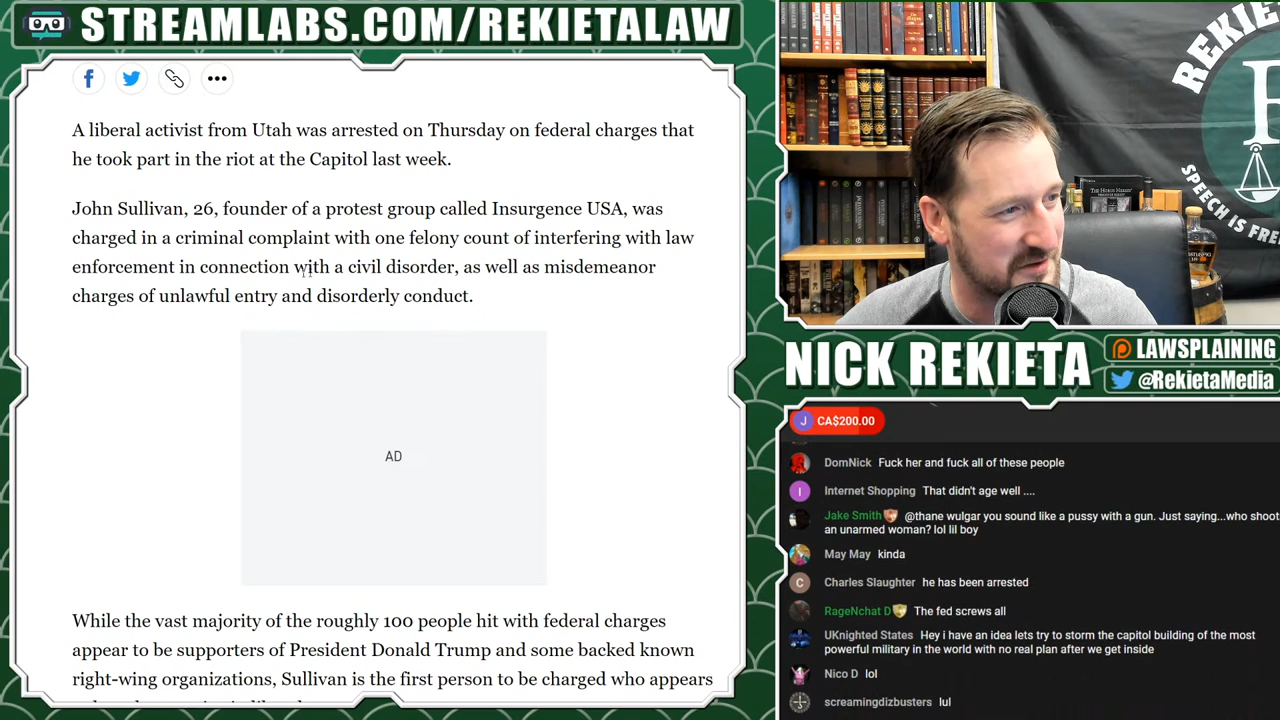 STREAMLABS.COM/REKIETALAW
A liberal activist from Utah was arrested on Thursday on federal charges that
he took part in the riot at the Capitol last week.
John Sullivan, 26, founder of a protest group called Insurgence USA, was
charged in a criminal complaint with one felony count of interfering with law
enforcement in connection with a civil disorder, as well as misdemeanor
charges of unlawful entry and disorderly conduct.
AD
While the vast majority of the roughly 100 people hit with federal charges
appear to be supporters of President Donald Trump and some backed known
right-wing organizations, Sullivan is the first person to be charged who appears
REKIE
SPEECH IS FRE
NICK REKIETA
LAWSPLAINING
@RekietaMedia
J CA$200.00
DomNick Fuck her and fuck all of these people
I Internet Shopping That didn't age well ....
Jake Smith @thane wulgar you sound like a pussy with a gun. Just saying...who shoot
an unarmed woman? lol lil boy
May May kinda
C Charles Slaughter he has been arrested
RageNchat D The fed screws all
UKnighted States Hey i have an idea lets try to storm the capitol building of the most
powerful military in the world with no real plan after we get inside
Nico D lol
screamingdizbusters lul